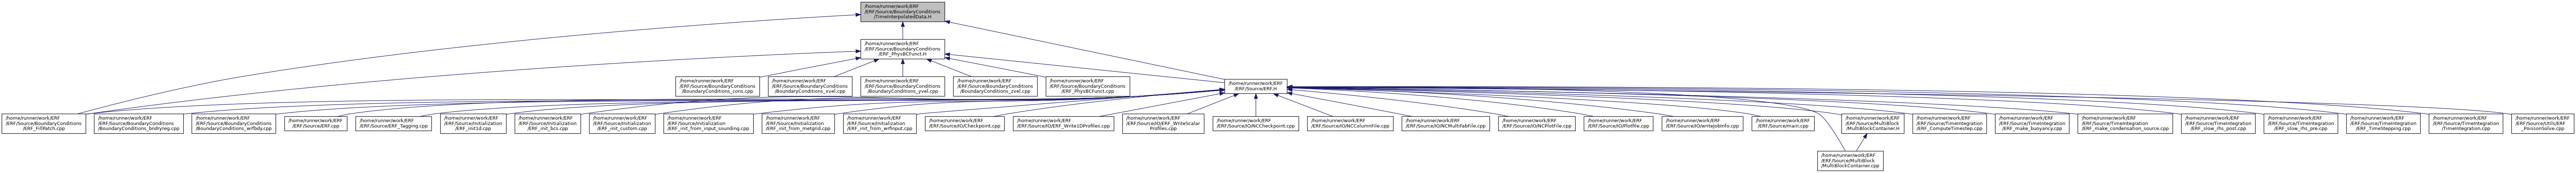 /home/runner/work/ERF
/ERF/Source/BoundaryConditions
/TimeInterpolatedData.H
/home/runner/work/ERF
/ERF/Source/BoundaryConditions
/ERF_PhysBCFunct.H
/home/runner/work/ERF
/ERF/Source/BoundaryConditions
/BoundaryConditions_cons.cpp
/home/runner/work/ERF
/ERF/Source/BoundaryConditions
/BoundaryConditions_xvel.cpp
/home/runner/work/ERF
/ERF/Source/BoundaryConditions
/BoundaryConditions_yvel.cpp
/home/runner/work/ERF
/ERF/Source/BoundaryConditions
/BoundaryConditions_zvel.cpp
/home/runner/work/ERF
/ERF/Source/BoundaryConditions
/ERF_PhysBCFunct.cpp
/home/runner/work/ERF
/ERF/Source/ERF.H
/home/runner/work/ERF
/ERF/Source/BoundaryConditions
/ERF_FillPatch.cpp
/home/runner/work/ERF
/ERF/Source/BoundaryConditions
/BoundaryConditions_bndryreg.cpp
/home/runner/work/ERF
/ERF/Source/BoundaryConditions
/BoundaryConditions_wrfbdy.cpp
/home/runner/work/ERF
/ERF/Source/ERF.cpp
/home/runner/work/ERF
/ERF/Source/ERF_Tagging.cpp
/home/runner/work/ERF
/ERF/Source/Initialization
/ERF_init1d.cpp
/home/runner/work/ERF
/ERF/Source/Initialization
/ERF_init_bcs.cpp
/home/runner/work/ERF
/ERF/Source/Initialization
/ERF_init_custom.cpp
/home/runner/work/ERF
/ERF/Source/Initialization
/ERF_init_from_input_sounding.cpp
/home/runner/work/ERF
/ERF/Source/Initialization
/ERF_init_from_metgrid.cpp
/home/runner/work/ERF
/ERF/Source/Initialization
/ERF_init_from_wrfinput.cpp
/home/runner/work/ERF
/ERF/Source/IO/Checkpoint.cpp
/home/runner/work/ERF
/ERF/Source/IO/ERF_Write1DProfiles.cpp
/home/runner/work/ERF
/ERF/Source/IO/ERF_WriteScalar
Profiles.cpp
/home/runner/work/ERF
/ERF/Source/IO/NCCheckpoint.cpp
/home/runner/work/ERF
/ERF/Source/IO/NCColumnFile.cpp
/home/runner/work/ERF
/ERF/Source/IO/NCMultiFabFile.cpp
/home/runner/work/ERF
/ERF/Source/IO/NCPlotFile.cpp
/home/runner/work/ERF
/ERF/Source/IO/Plotfile.cpp
/home/runner/work/ERF
/ERF/Source/IO/writeJobInfo.cpp
/home/runner/work/ERF
/ERF/Source/main.cpp
/home/runner/work/ERF
/ERF/Source/MultiBlock
/MultiBlockContainer.H
/home/runner/work/ERF
/ERF/Source/TimeIntegration
/ERF_ComputeTimestep.cpp
/home/runner/work/ERF
/ERF/Source/TimeIntegration
/ERF_make_buoyancy.cpp
/home/runner/work/ERF
/ERF/Source/TimeIntegration
/ERF_make_condensation_source.cpp
/home/runner/work/ERF
/ERF/Source/TimeIntegration
/ERF_slow_rhs_post.cpp
/home/runner/work/ERF
/ERF/Source/TimeIntegration
/ERF_slow_rhs_pre.cpp
/home/runner/work/ERF
/ERF/Source/TimeIntegration
/ERF_TimeStepping.cpp
/home/runner/work/ERF
/ERF/Source/TimeIntegration
/TimeIntegration.cpp
/home/runner/work/ERF
/ERF/Source/Utils/ERF
_PoissonSolve.cpp
/home/runner/work/ERF
/ERF/Source/MultiBlock
/MultiBlockContainer.cpp